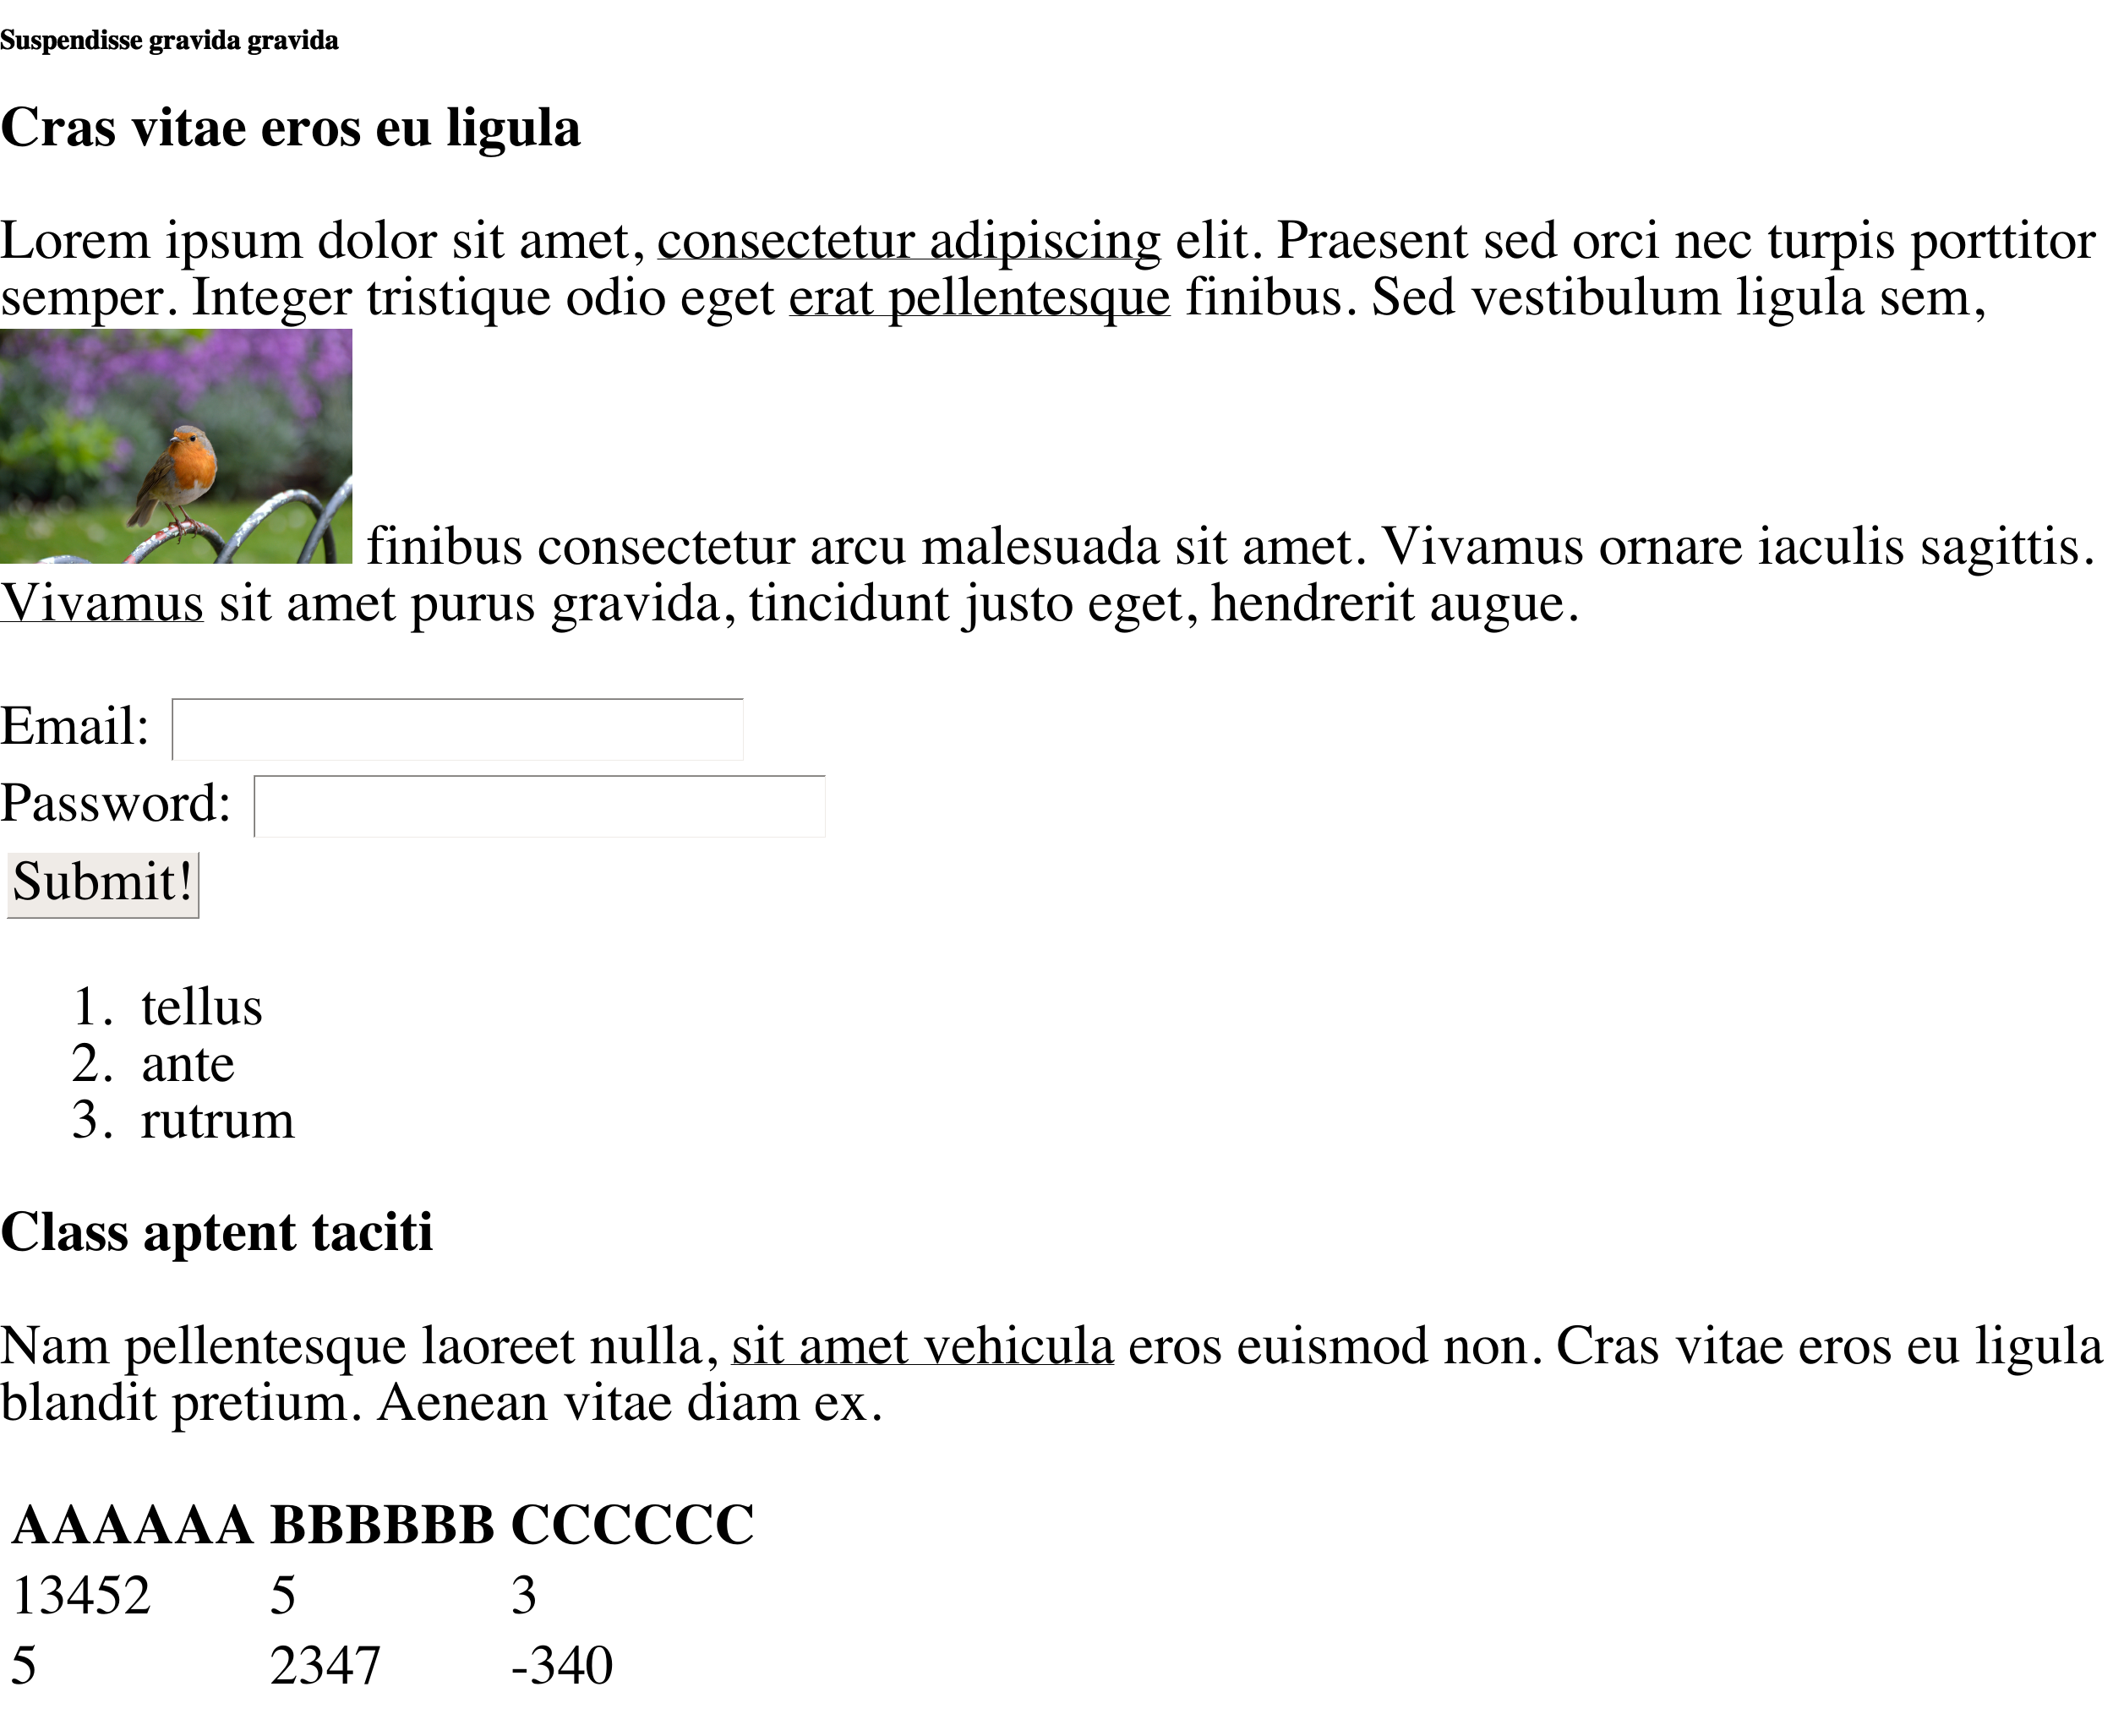 Suspendisse gravida gravida
Cras vitae eros eu ligula
Lorem ipsum dolor sit amet, consectetur adipiscing elit. Praesent sed orci nec turpis porttitor
semper. Integer tristique odio eget erat pellentesque finibus. Sed vestibulum ligula sem,
finibus consectetur arcu malesuada sit amet. Vivamus ornare iaculis sagittis.
Vivamus sit amet purus gravida, tincidunt justo eget, hendrerit augue.
Email:
Password:
Submit!
1. tellus
2. ante
3. rutrum
Class aptent taciti
Nam pellentesque laoreet nulla, sit amet vehicula eros euismod non. Cras vitae eros eu ligula
blandit pretium. Aenean vitae diam ex.
AAAAAA BBBBBB CCCCCC
13452 5 3
5 2347 -340